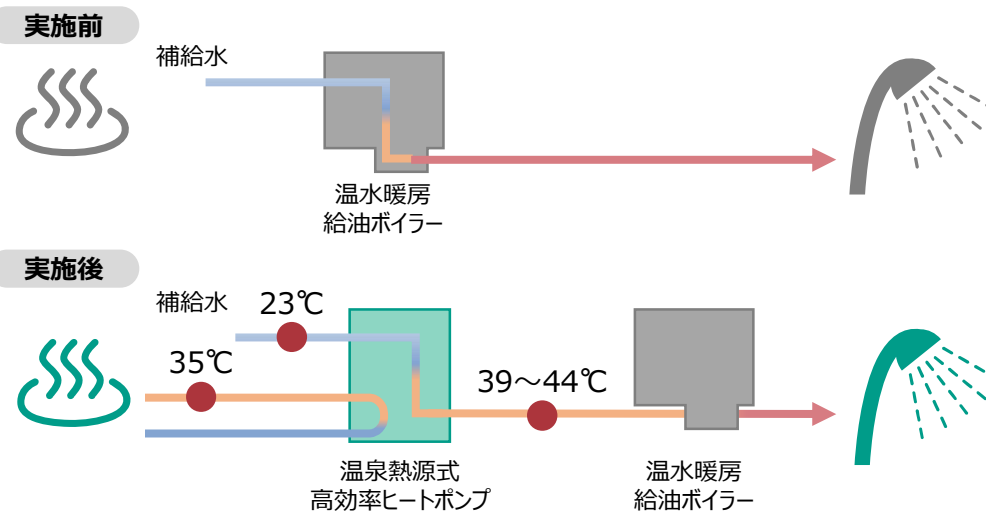 実施前
補給水
温水暖房
給油ボイラー
実施後
補給水
23℃
35℃
39～44℃
温泉熱源式
高効率ヒートポンプ
温水暖房
給油ボイラー